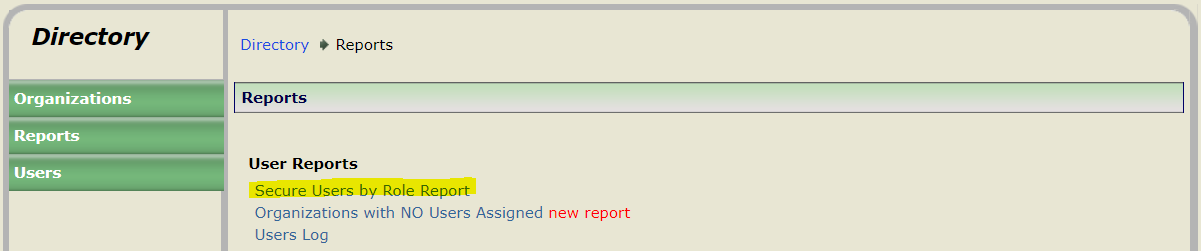 Directory
Organizations
Reports
Users
Directory Reports
Reports
User Reports
Secure Users by Role Report
Organizations with NO Users Assigned new report
Users Log